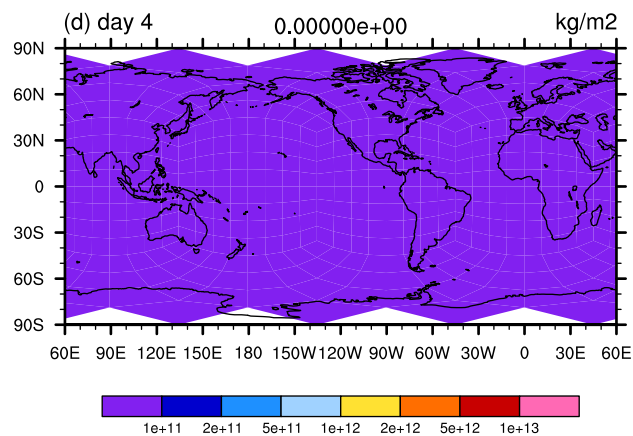 (d) day 4 0.00000e+00 kg/m2
90N
60N
30N
0
30S
60S
90S
60E 90E 120E 150E 180 150W 120W 90W 60W 30W 0 30E 60E
1e+11 2e+11 5e+11 1e+12 2e+12 5e+12 1e+13